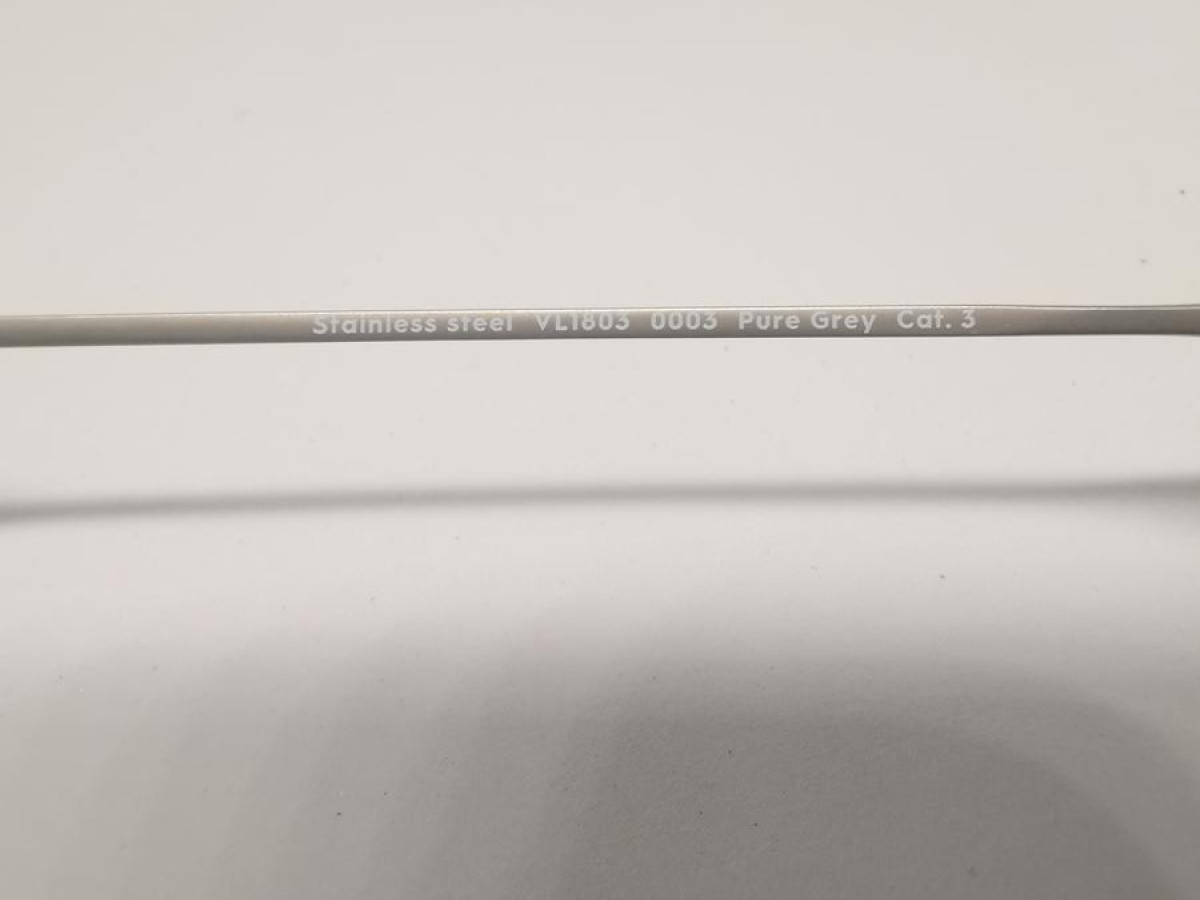 Stainless steel VL1803 0003 Pure Grey Cat. 3